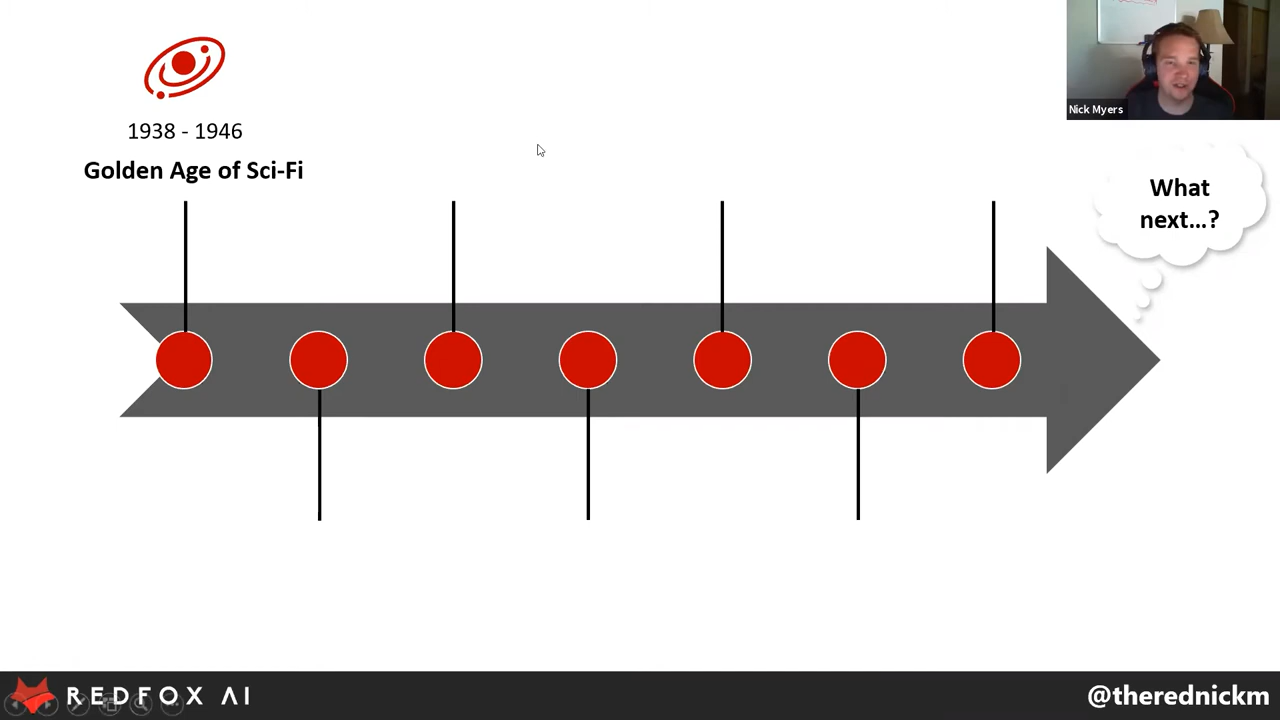 1938 - 1946
Golden Age of Sci-Fi
Nick Myers
What
next...?
REDFOX AI
@therednickm